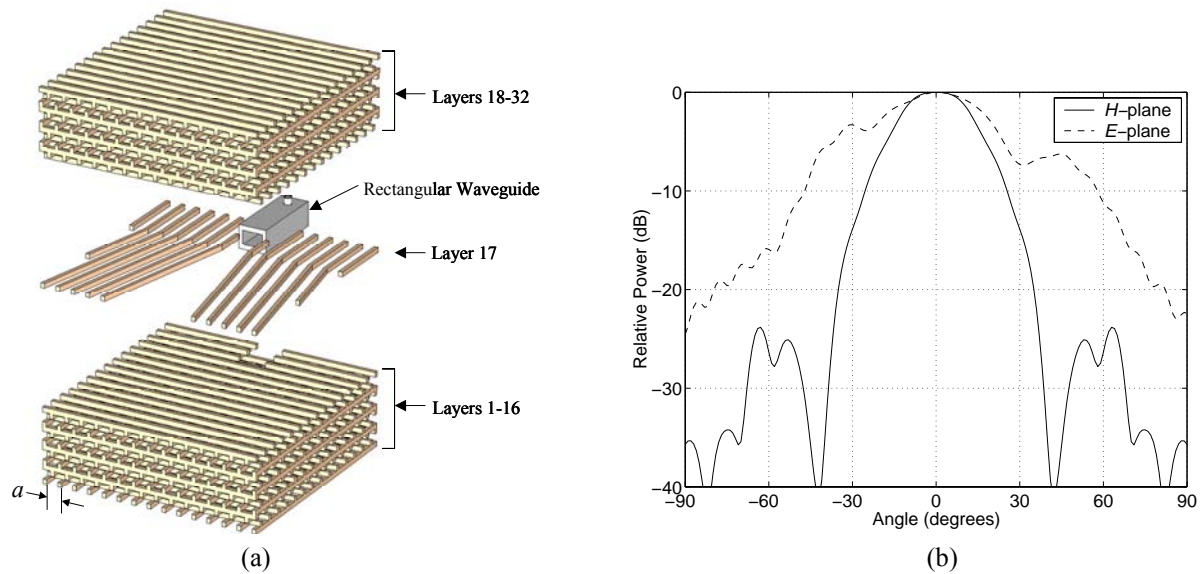 Layers 18-32
Rectangular Waveguide
Layer 17
Layers 1-16
a
(a)
0
−10
−20
−30
−40
Relative Power (dB)
−90
−60
−30
0
30
60
90
Angle (degrees)
H−plane
E−plane
(b)